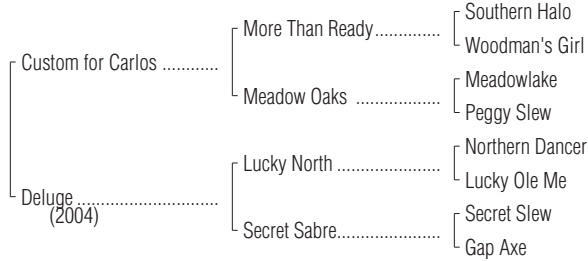 Southern Halo
More Than Ready
Woodman's Girl
Custom for Carlos
Meadowlake
Meadow Oaks
Peggy Slew
Northern Dancer
Lucky North
Lucky Ole Me
Deluge
(2004)
Secret Slew
Secret Sabre
Gap Axe